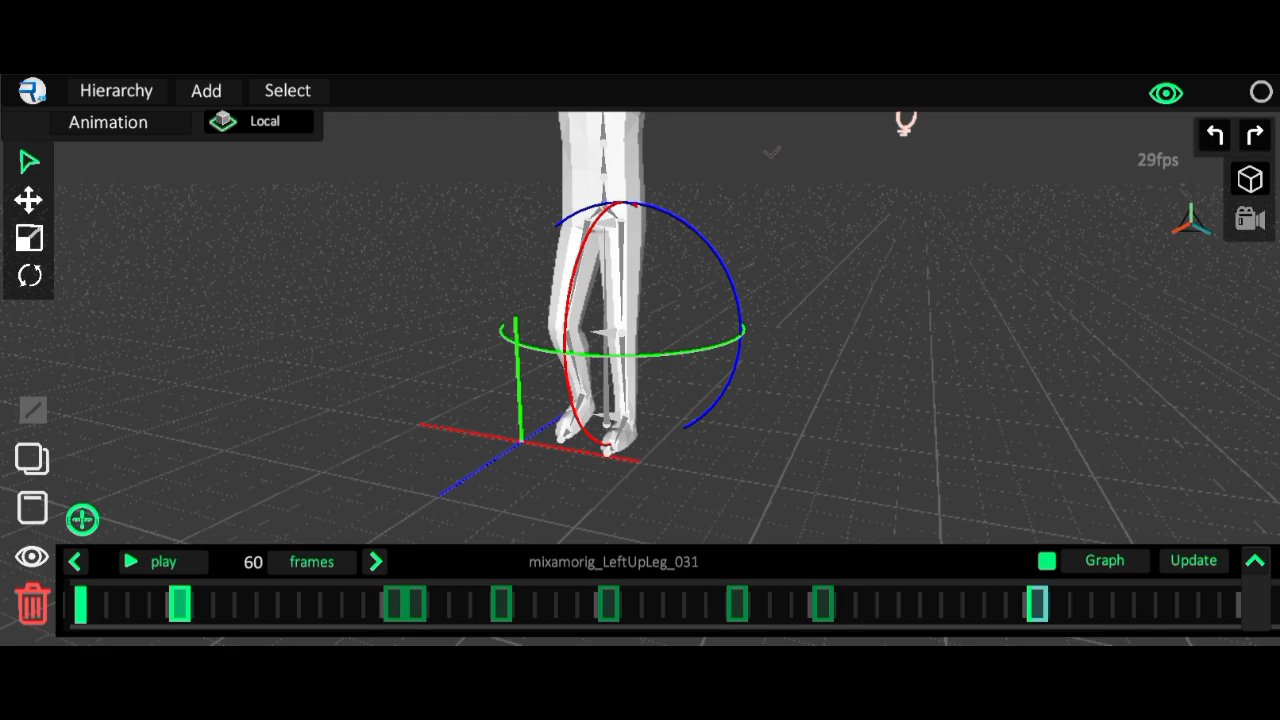 Hierarchy Add Select
Animation Local
29fps
play 60 frames mixamorig_LeftUpLeg_031 Graph Update